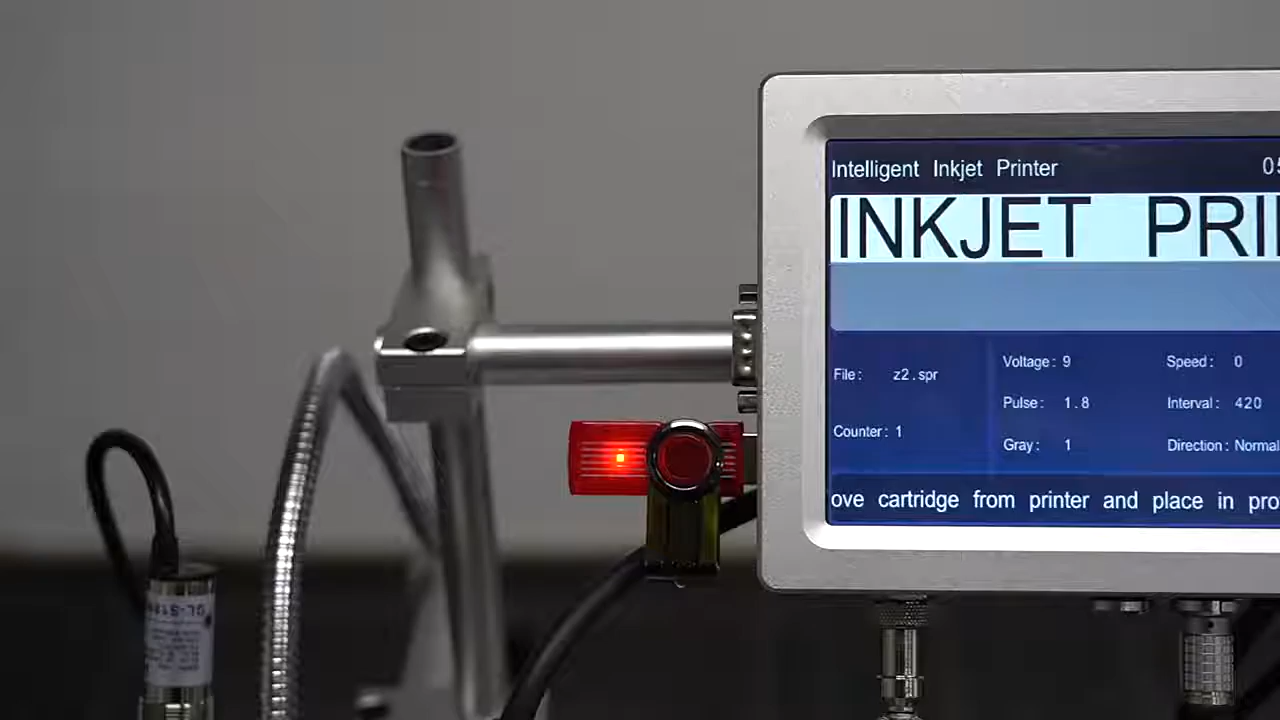 Intelligent Inkjet Printer 05
INKJET PRI
File: z2.spr
Counter: 1
Voltage: 9
Pulse: 1.8
Gray: 1
Speed: 0
Interval: 420
Direction: Normal
ove cartridge from printer and place in pro